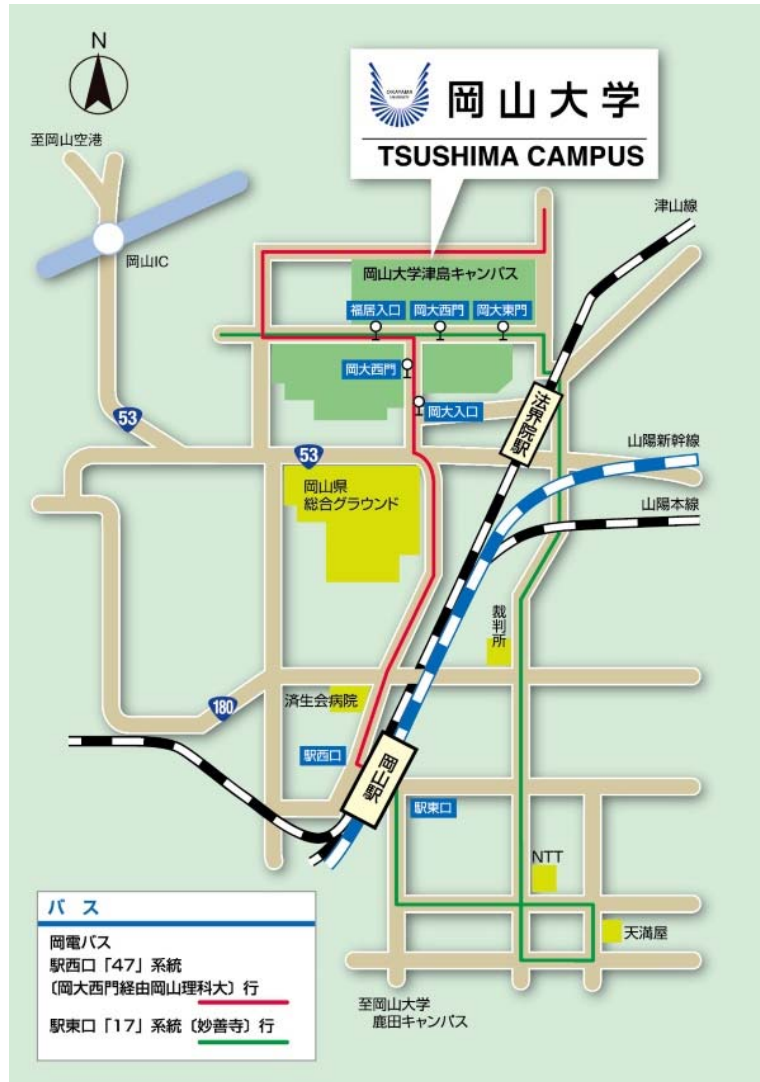 N
OKAYAMA
UNIVERSITY
岡山大学
TSUSHIMA CAMPUS
至岡山空港
津山線
岡山IC
岡山大学津島キャンパス
福居入口
岡大西門
岡大東門
岡大西門
岡大入口
法界院駅
53
53
山陽新幹線
岡山県
総合グラウンド
山陽本線
裁判所
済生会病院
180
駅西口
岡山駅
駅東口
NTT
天満屋
バス
岡電バス
駅西口「47」系統
〔岡大西門経由岡山理科大〕行
駅東口「17」系統〔妙善寺〕行
至岡山大学
鹿田キャンパス